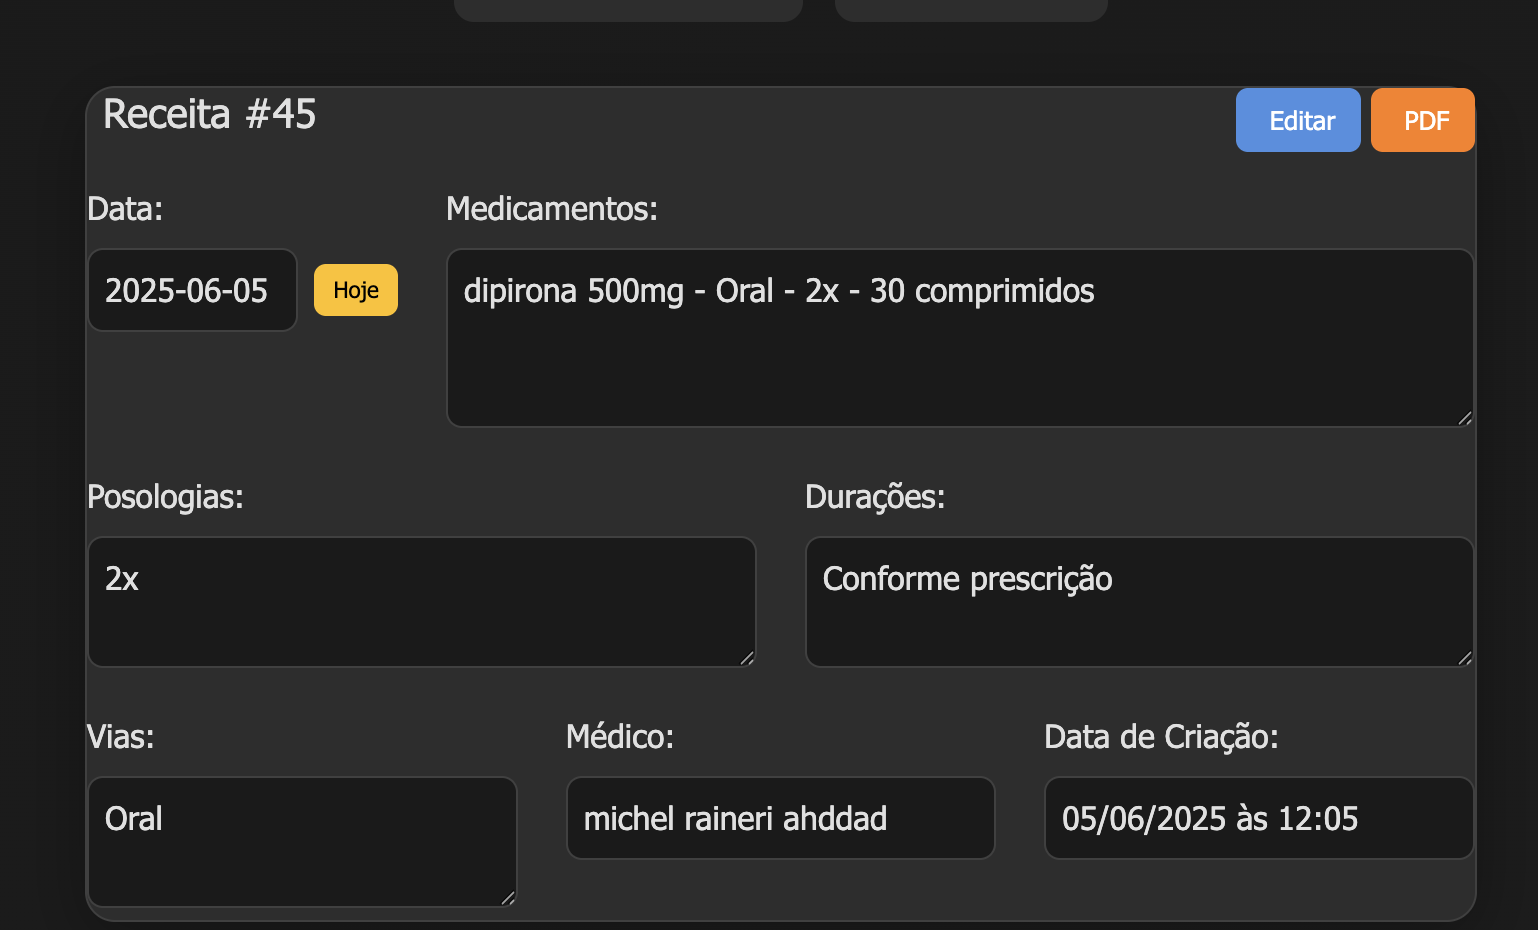 Receita #45
Editar
PDF
Data:
Medicamentos:
2025-06-05
Hoje
dipirona 500mg - Oral - 2x - 30 comprimidos
Posologias:
Durações:
2x
Conforme prescrição
Vias:
Médico:
Data de Criação:
Oral
michel raineri ahddad
05/06/2025 às 12:05